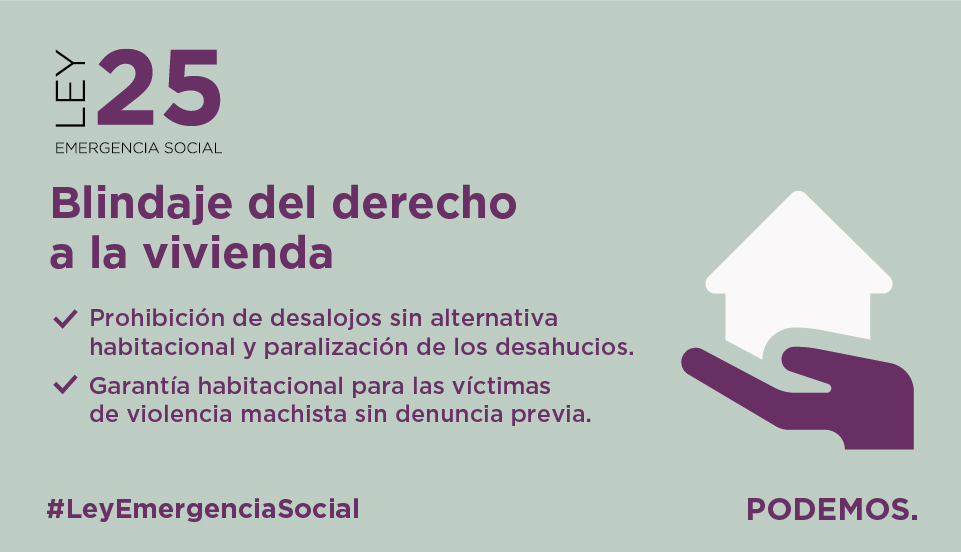 LEY 25
EMERGENCIA SOCIAL
Blindaje del derecho
a la vivienda
Prohibición de desalojos sin alternativa
habitacional y paralización de los desahucios.
Garantía habitacional para las víctimas
de violencia machista sin denuncia previa.
#LeyEmergenciaSocial
PODEMOS.